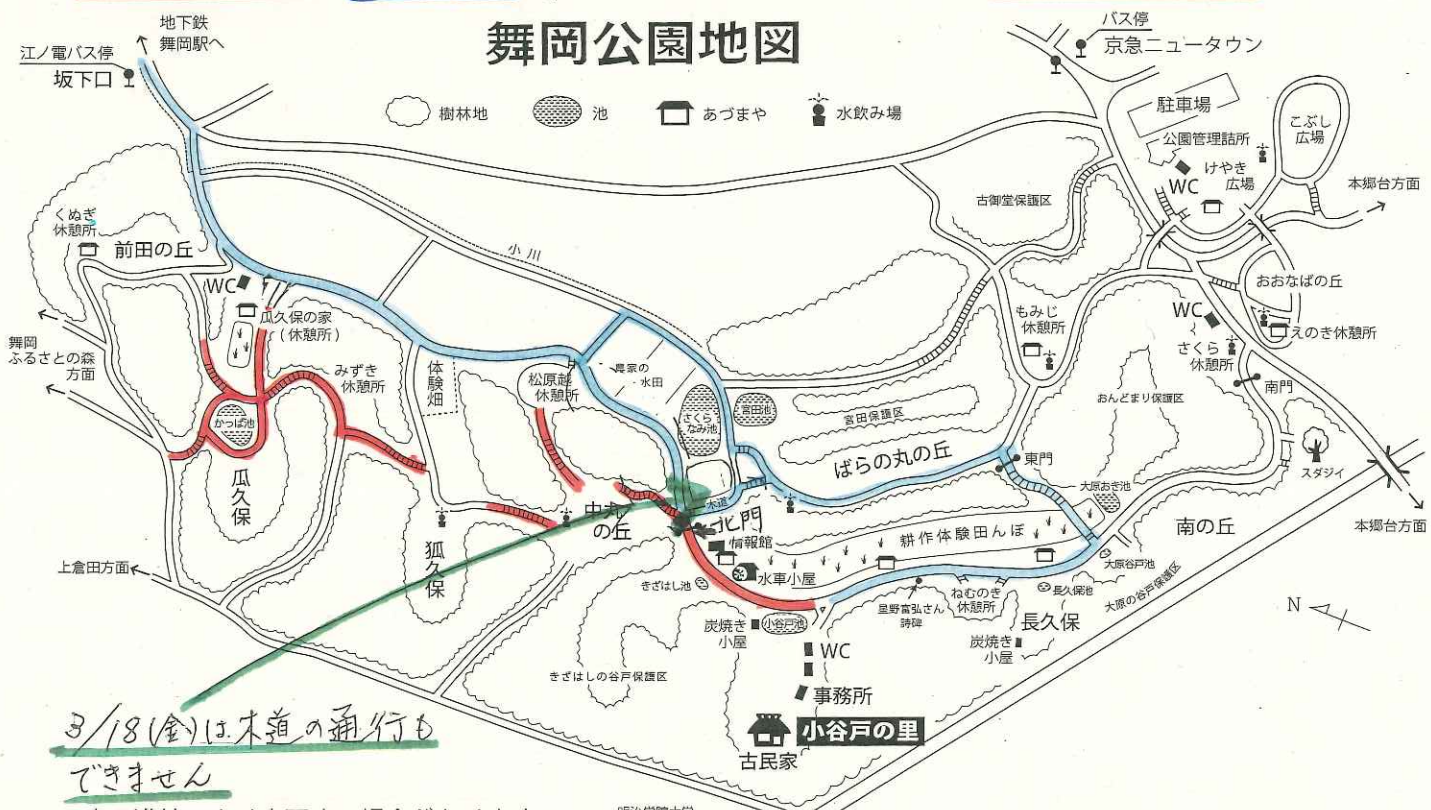 舞岡公園地図
地下鉄
舞岡駅へ
江ノ電バス停
坂下口
バス停
京急ニュータウン
樹林地
池
あづまや
水飲み場
駐車場
公園管理詰所
こぶし
広場
けやき
広場
WC
本郷台方面
古御堂保護区
くぬぎ
休憩所
前田の丘
小川
WC
瓜久保の家
(休憩所)
おおなばの丘
もみじ
休憩所
WC
えのき休憩所
さくら
休憩所
南門
舞岡
ふるさとの森
方面
みずき
休憩所
体験畑
松原越
休憩所
農家の
水田
さくら
なみ池
宮田池
宮田保護区
おんどまり保護区
かっぱ池
瓜久保
ばらの丸の丘
東門
スダジイ
大原おき池
中丸
の丘
木道
北門
情報館
耕作体験田んぼ
南の丘
本郷台方面
狐久保
上倉田方面
きざはし池
水車小屋
大原谷戸池
長久保池
ねむのき
休憩所
星野富弘さん
詩碑
大原の谷戸保護区
N
炭焼き
小屋
小谷戸池
長久保
炭焼き
小屋
WC
きざはしの谷戸保護区
事務所
小谷戸の里
古民家
3/18(金)は木道の通行も
できません